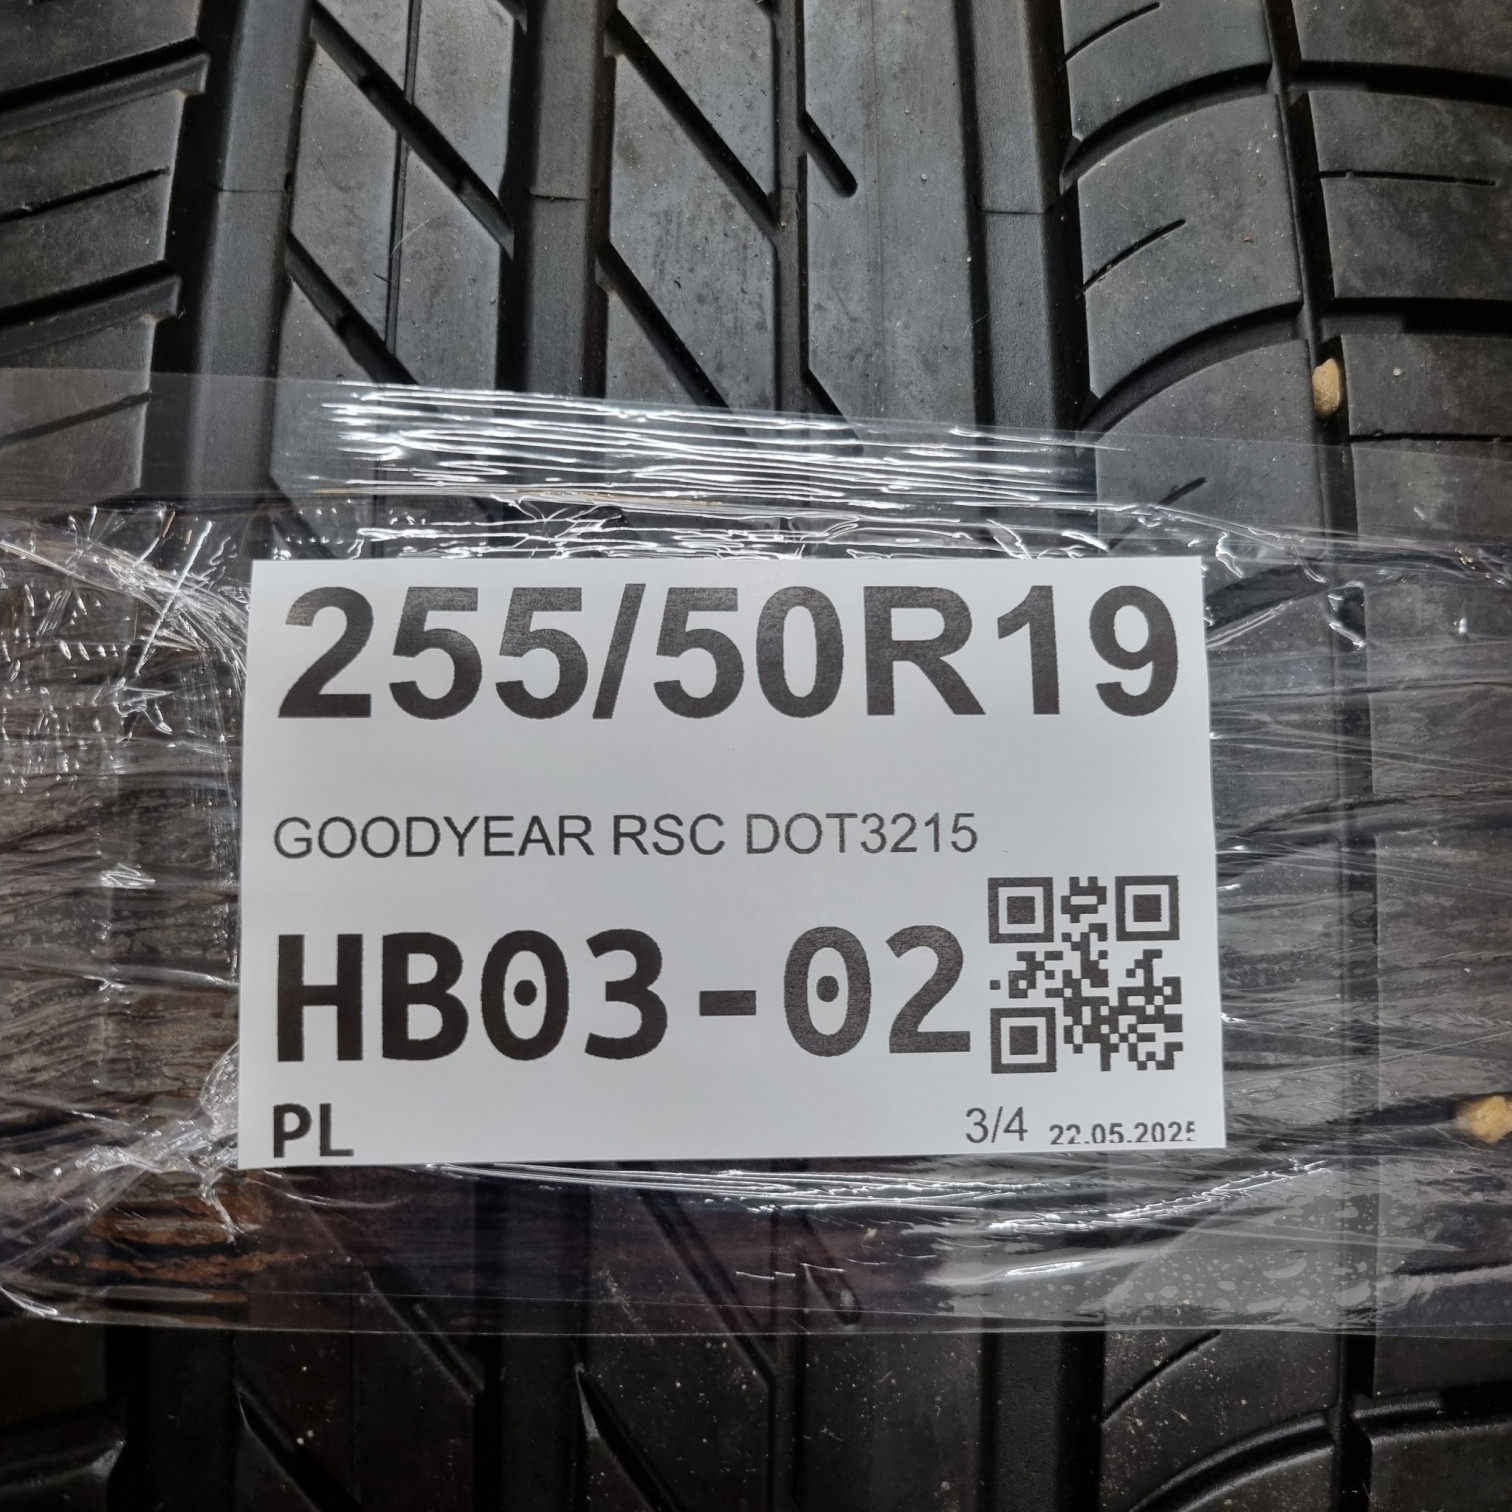 255/50R19
GOODYEAR RSC DOT3215
HB03-02
PL 3/4 22.05.2025